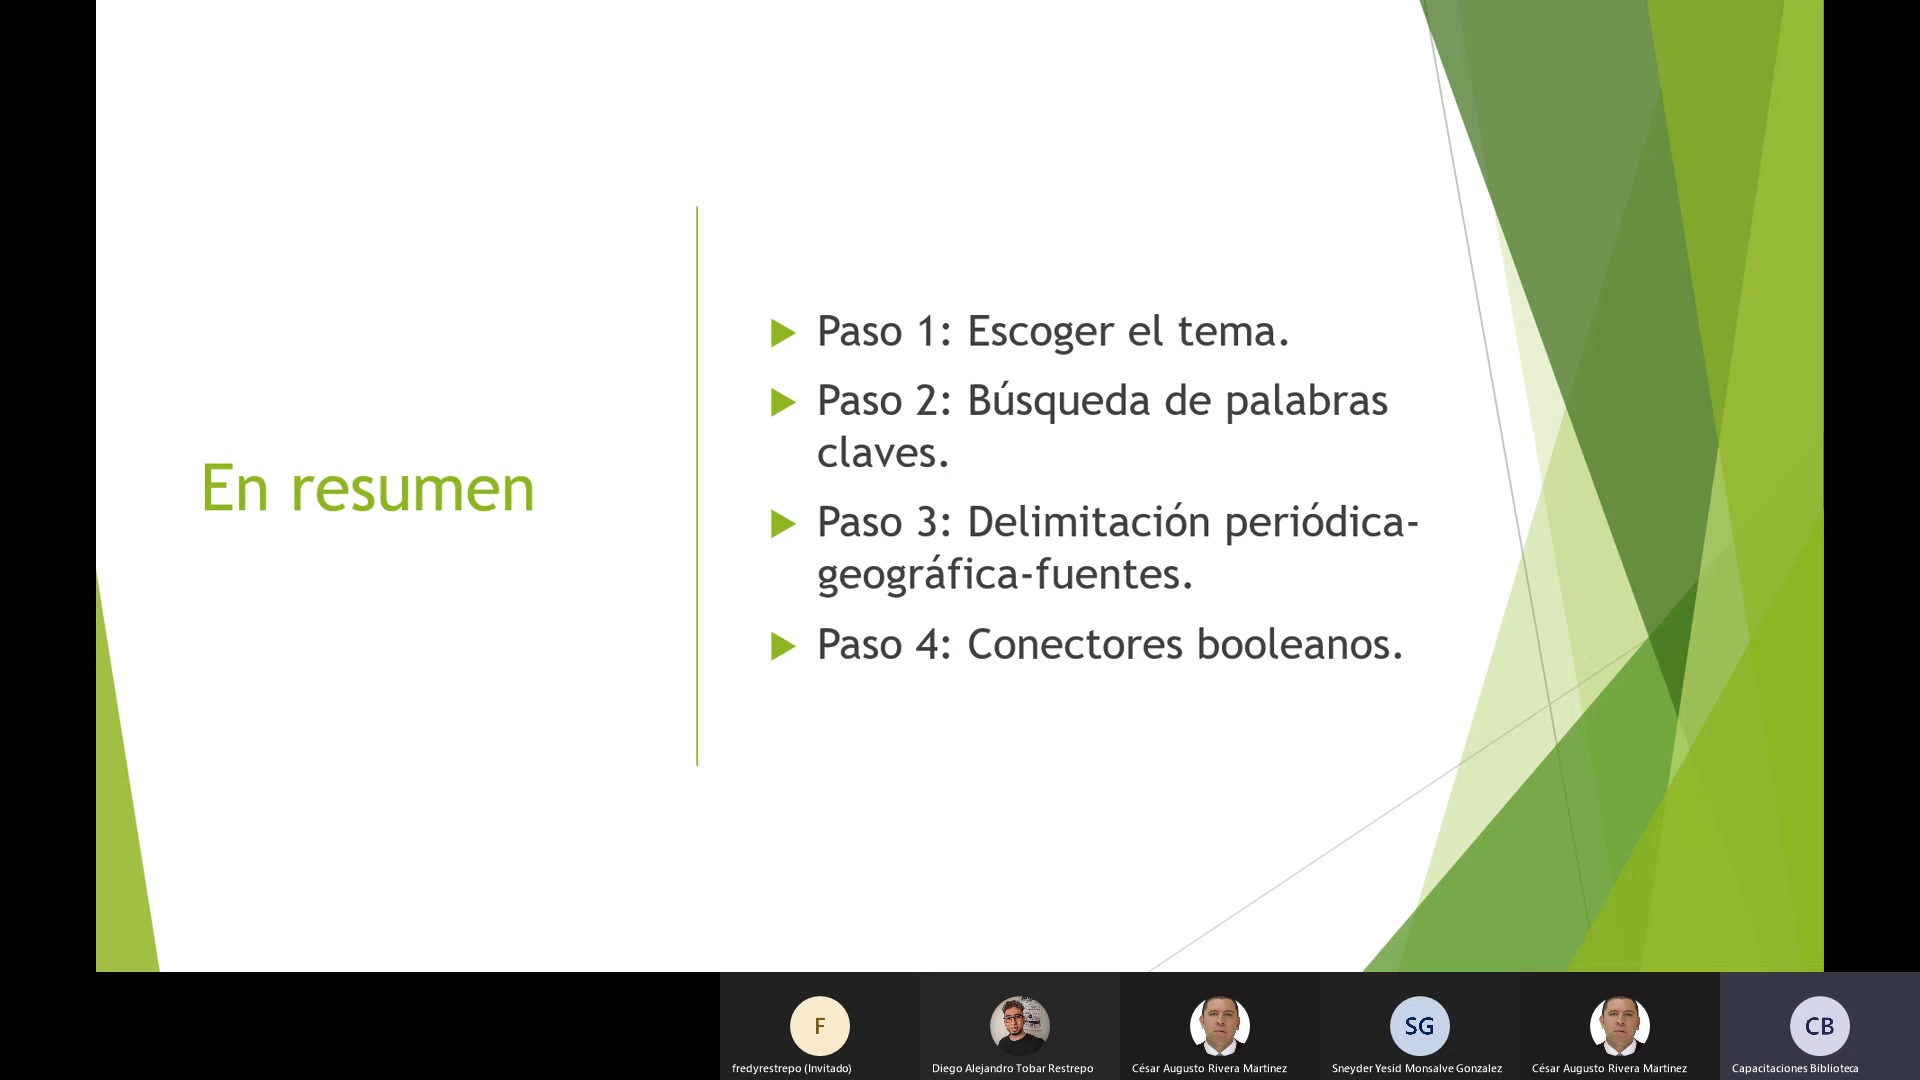 En resumen
Paso 1: Escoger el tema.
Paso 2: Búsqueda de palabras
claves.
Paso 3: Delimitación periódica-
geográfica-fuentes.
Paso 4: Conectores booleanos.
F
SG
CB
fredyrestrepo (Invitado)
Diego Alejandro Tobar Restrepo
César Augusto Rivera Martinez
Sneyder Yesid Monsalve Gonzalez
César Augusto Rivera Martinez
Capacitaciones Biblioteca